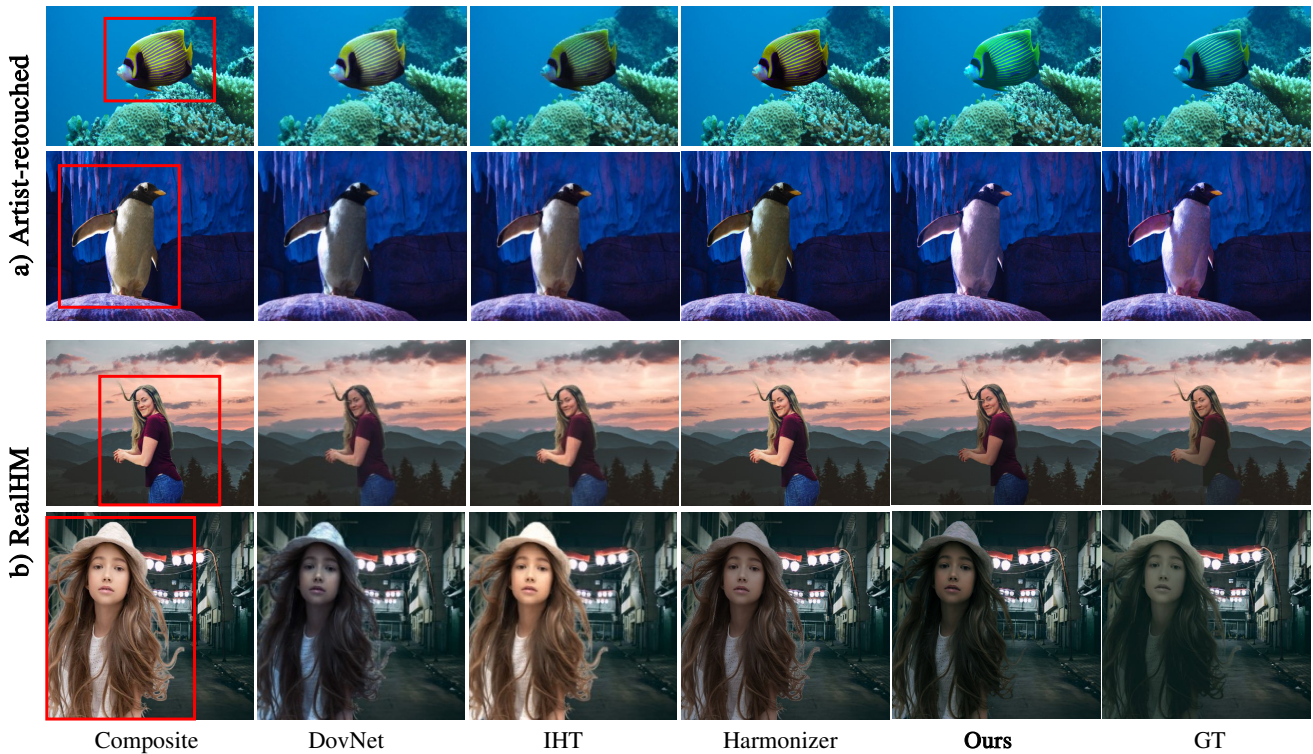 a) Artist-retouched
b) RealHM
Composite
DovNet
IHT
Harmonizer
Ours
GT